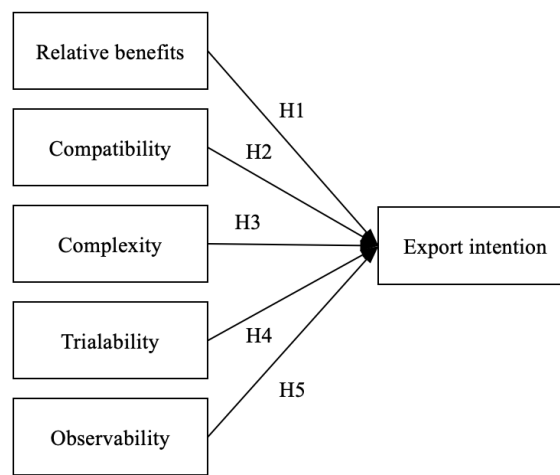 Relative benefits
H1
Compatibility
H2
Complexity
H3
Export intention
Trialability
H4
Observability
H5